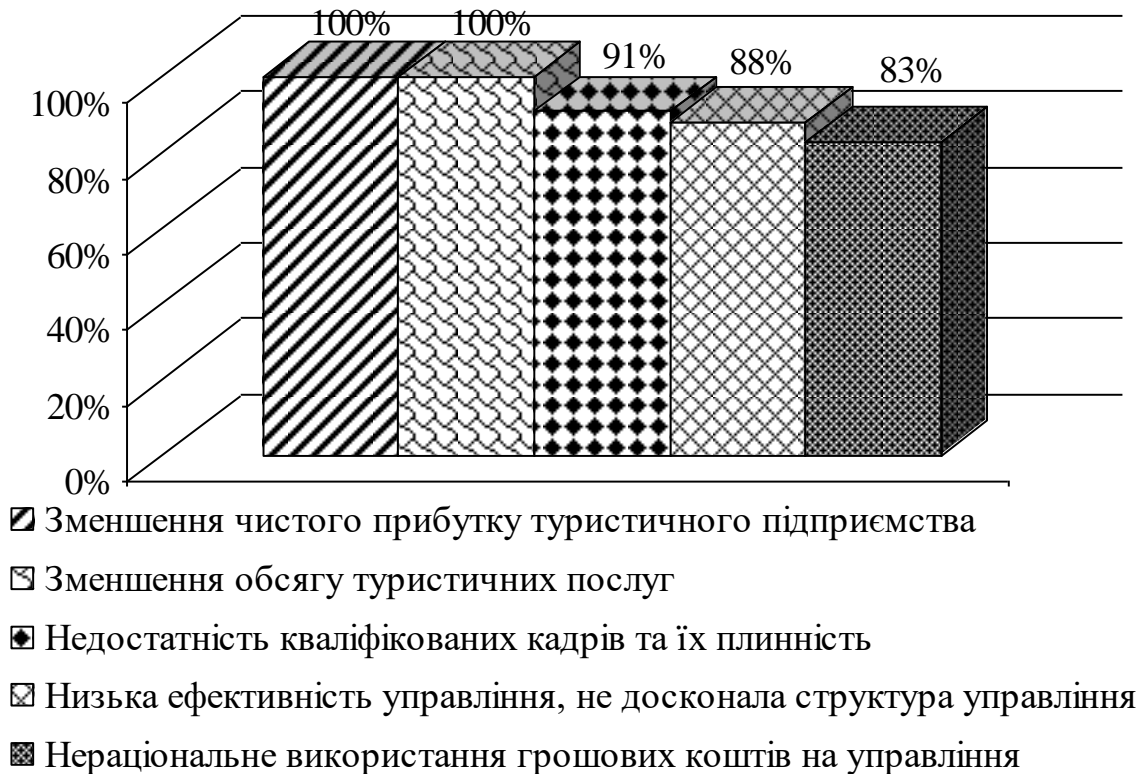 100% 100% 91% 88% 83%
100%
80%
60%
40%
20%
0%
Зменшення чистого прибутку туристичного підприємства
Зменшення обсягу туристичних послуг
Недостатність кваліфікованих кадрів та їх плинність
Низька ефективність управління, не досконала структура управління
Нераціональне використання грошових коштів на управління